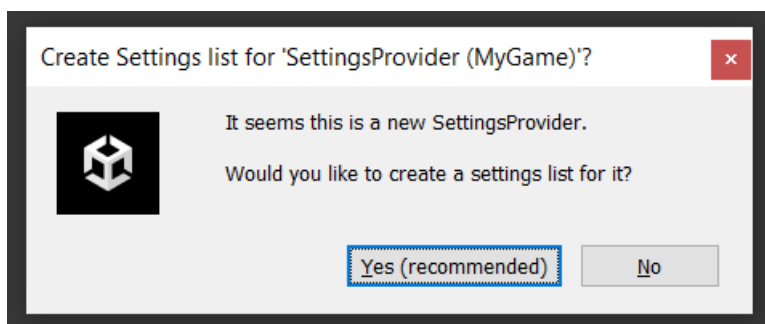 Create Settings list for 'SettingsProvider (MyGame)'?
It seems this is a new SettingsProvider.
Would you like to create a settings list for it?
Yes (recommended)
No